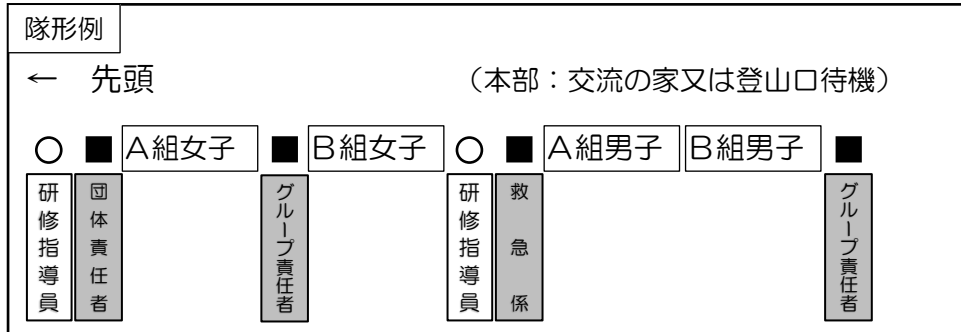 隊形例
← 先頭 （本部：交流の家又は登山口待機）
○ ■ A組女子 ■ B組女子 ○ ■ A組男子 B組男子 ■
研修指導員
団体責任者
グループ責任者
研修指導員
救急係
グループ責任者